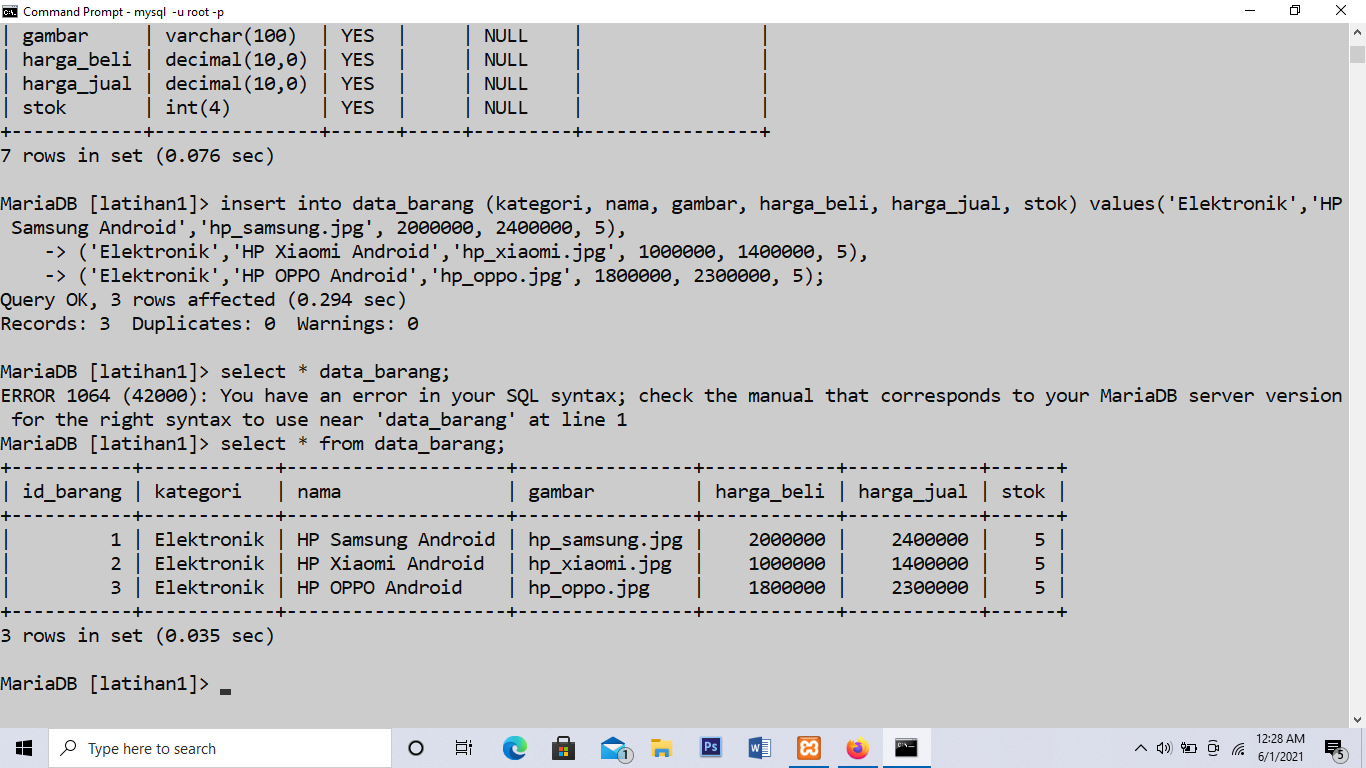 Command Prompt - mysql  -u root -p
| gambar     | varchar(100)  | YES  |     | NULL    |                |
| harga_beli | decimal(10,0) | YES  |     | NULL    |                |
| harga_jual | decimal(10,0) | YES  |     | NULL    |                |
| stok       | int(4)        | YES  |     | NULL    |                |
+------------+---------------+------+-----+---------+----------------+
7 rows in set (0.076 sec)
MariaDB [latihan1]> insert into data_barang (kategori, nama, gambar, harga_beli, harga_jual, stok) values('Elektronik','HP
 Samsung Android','hp_samsung.jpg', 2000000, 2400000, 5),
    -> ('Elektronik','HP Xiaomi Android','hp_xiaomi.jpg', 1000000, 1400000, 5),
    -> ('Elektronik','HP OPPO Android','hp_oppo.jpg', 1800000, 2300000, 5);
Query OK, 3 rows affected (0.294 sec)
Records: 3  Duplicates: 0  Warnings: 0
MariaDB [latihan1]> select * data_barang;
ERROR 1064 (42000): You have an error in your SQL syntax; check the manual that corresponds to your MariaDB server version
 for the right syntax to use near 'data_barang' at line 1
MariaDB [latihan1]> select * from data_barang;
+-----------+------------+--------------------+----------------+------------+------------+------+
| id_barang | kategori   | nama               | gambar         | harga_beli | harga_jual | stok |
+-----------+------------+--------------------+----------------+------------+------------+------+
|         1 | Elektronik | HP Samsung Android | hp_samsung.jpg |    2000000 |    2400000 |    5 |
|         2 | Elektronik | HP Xiaomi Android  | hp_xiaomi.jpg  |    1000000 |    1400000 |    5 |
|         3 | Elektronik | HP OPPO Android    | hp_oppo.jpg    |    1800000 |    2300000 |    5 |
+-----------+------------+--------------------+----------------+------------+------------+------+
3 rows in set (0.035 sec)
MariaDB [latihan1]>
Type here to search
1
Ps
W
12:28 AM
6/1/2021
5